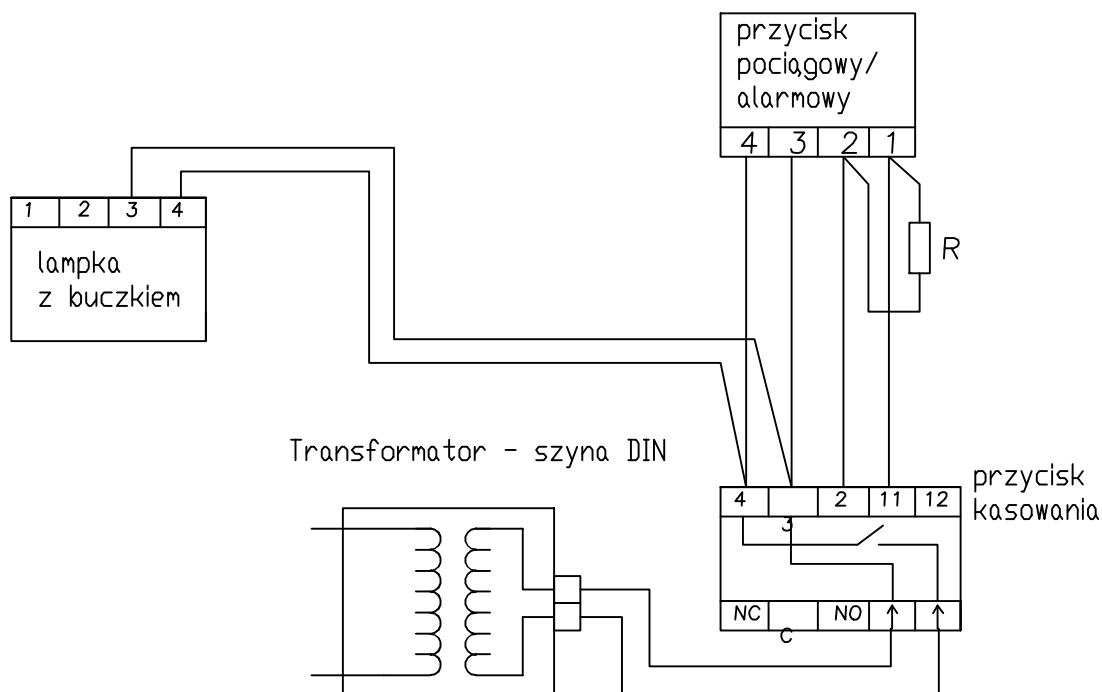 przycisk
pociągowy/
alarmowy
4 3 2 1
1 2 3 4
lampka
z buczkiem
R
Transformator - szyna DIN
przycisk
kasowania
4 3 2 11 12
NC C NO